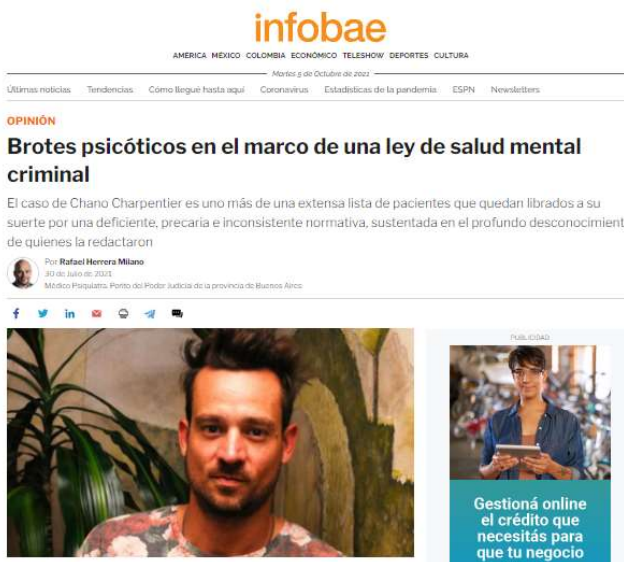 infobae
AMÉRICA MÉXICO COLOMBIA ECONÓMICO TELESHOW DEPORTES CULTURA
Martes 5 de Octubre de 2021
Últimas noticias Tendencias Cómo llegué hasta aquí Coronavirus Estadísticas de la pandemia ESPN Newsletters
OPINIÓN
Brotes psicóticos en el marco de una ley de salud mental
criminal
El caso de Chano Charpentier es uno más de una extensa lista de pacientes que quedan librados a su
suerte por una deficiente, precaria e inconsistente normativa, sustentada en el profundo desconocimient
de quienes la redactaron
Por Rafael Herrera Milano
30 de Julio de 2021
Médico Psiquiatra. Perito del Poder Judicial de la provincia de Buenos Aires
PUBLICIDAD
Gestioná online
el crédito que
necesitás para
que tu negocio